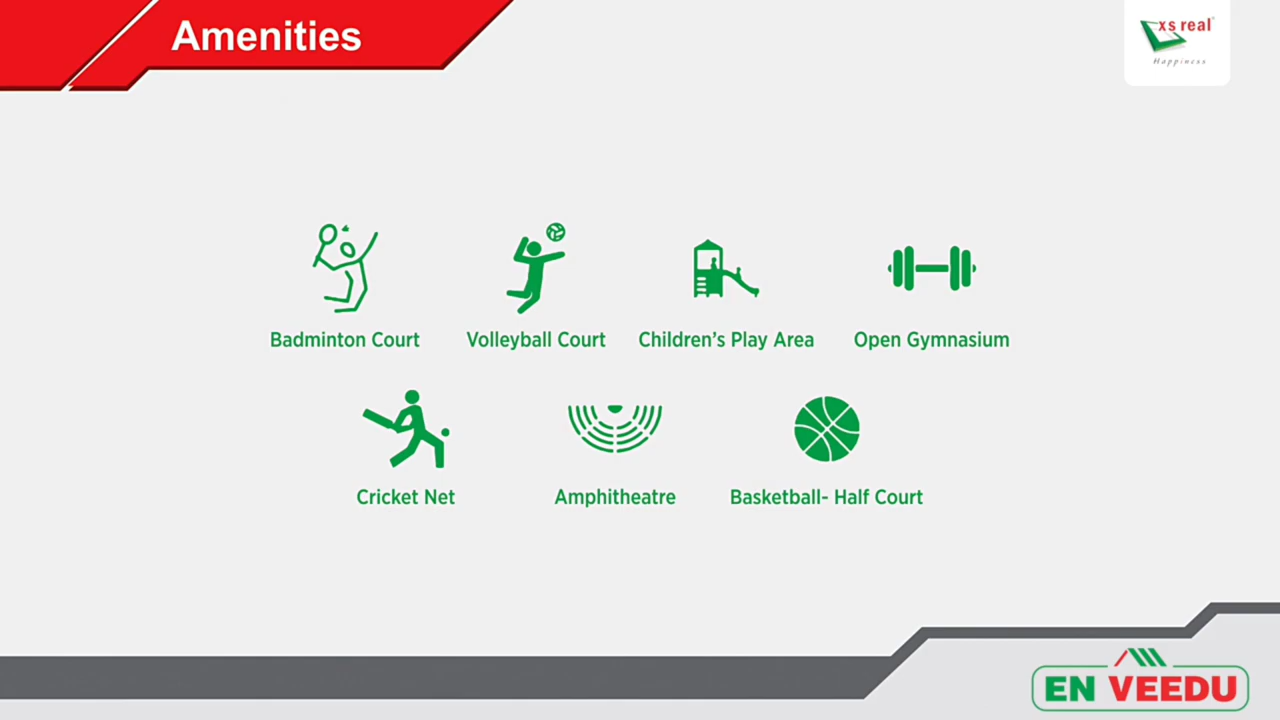 Amenities
xs real
Happiness
Badminton Court
Volleyball Court
Children's Play Area
Open Gymnasium
Cricket Net
Amphitheatre
Basketball- Half Court
EN VEEDU